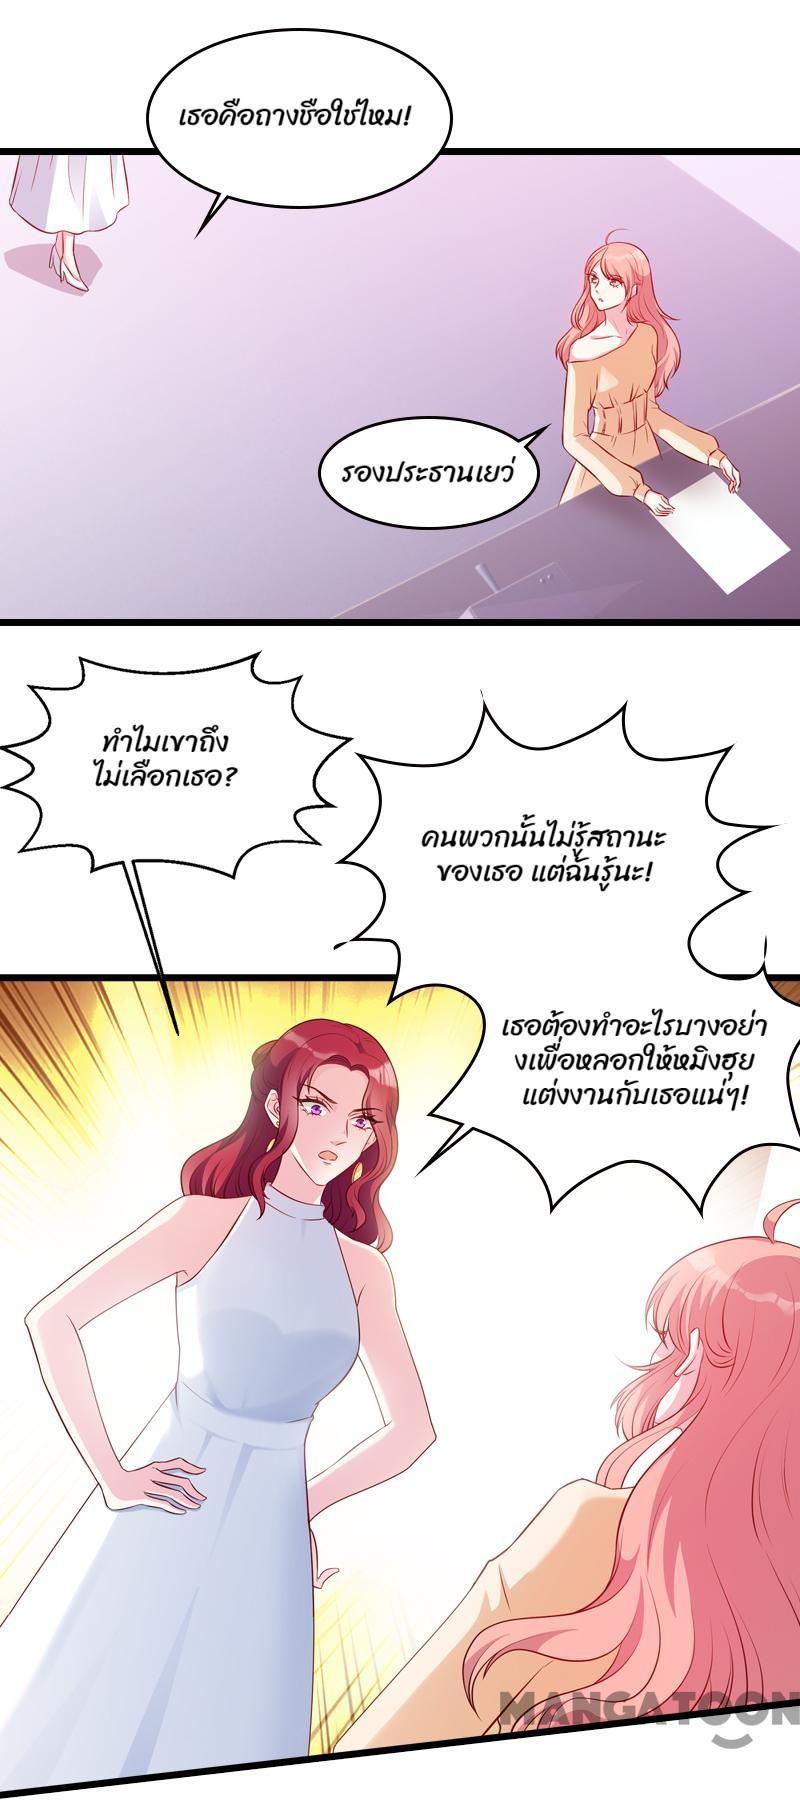 เธอคือถางซือใช่ไหม!
รองประธานเยว่
ทำไมเขาถึง
ไม่เลือกเธอ?
คนพวกนั้นไม่รู้สถานะ
ของเธอ แต่ฉันรู้นะ!
เธอต้องทำอะไรบางอย่า
งเพื่อหลอกให้หมิงฮุย
แต่งงานกับเธอแน่ๆ!
MANGATOON